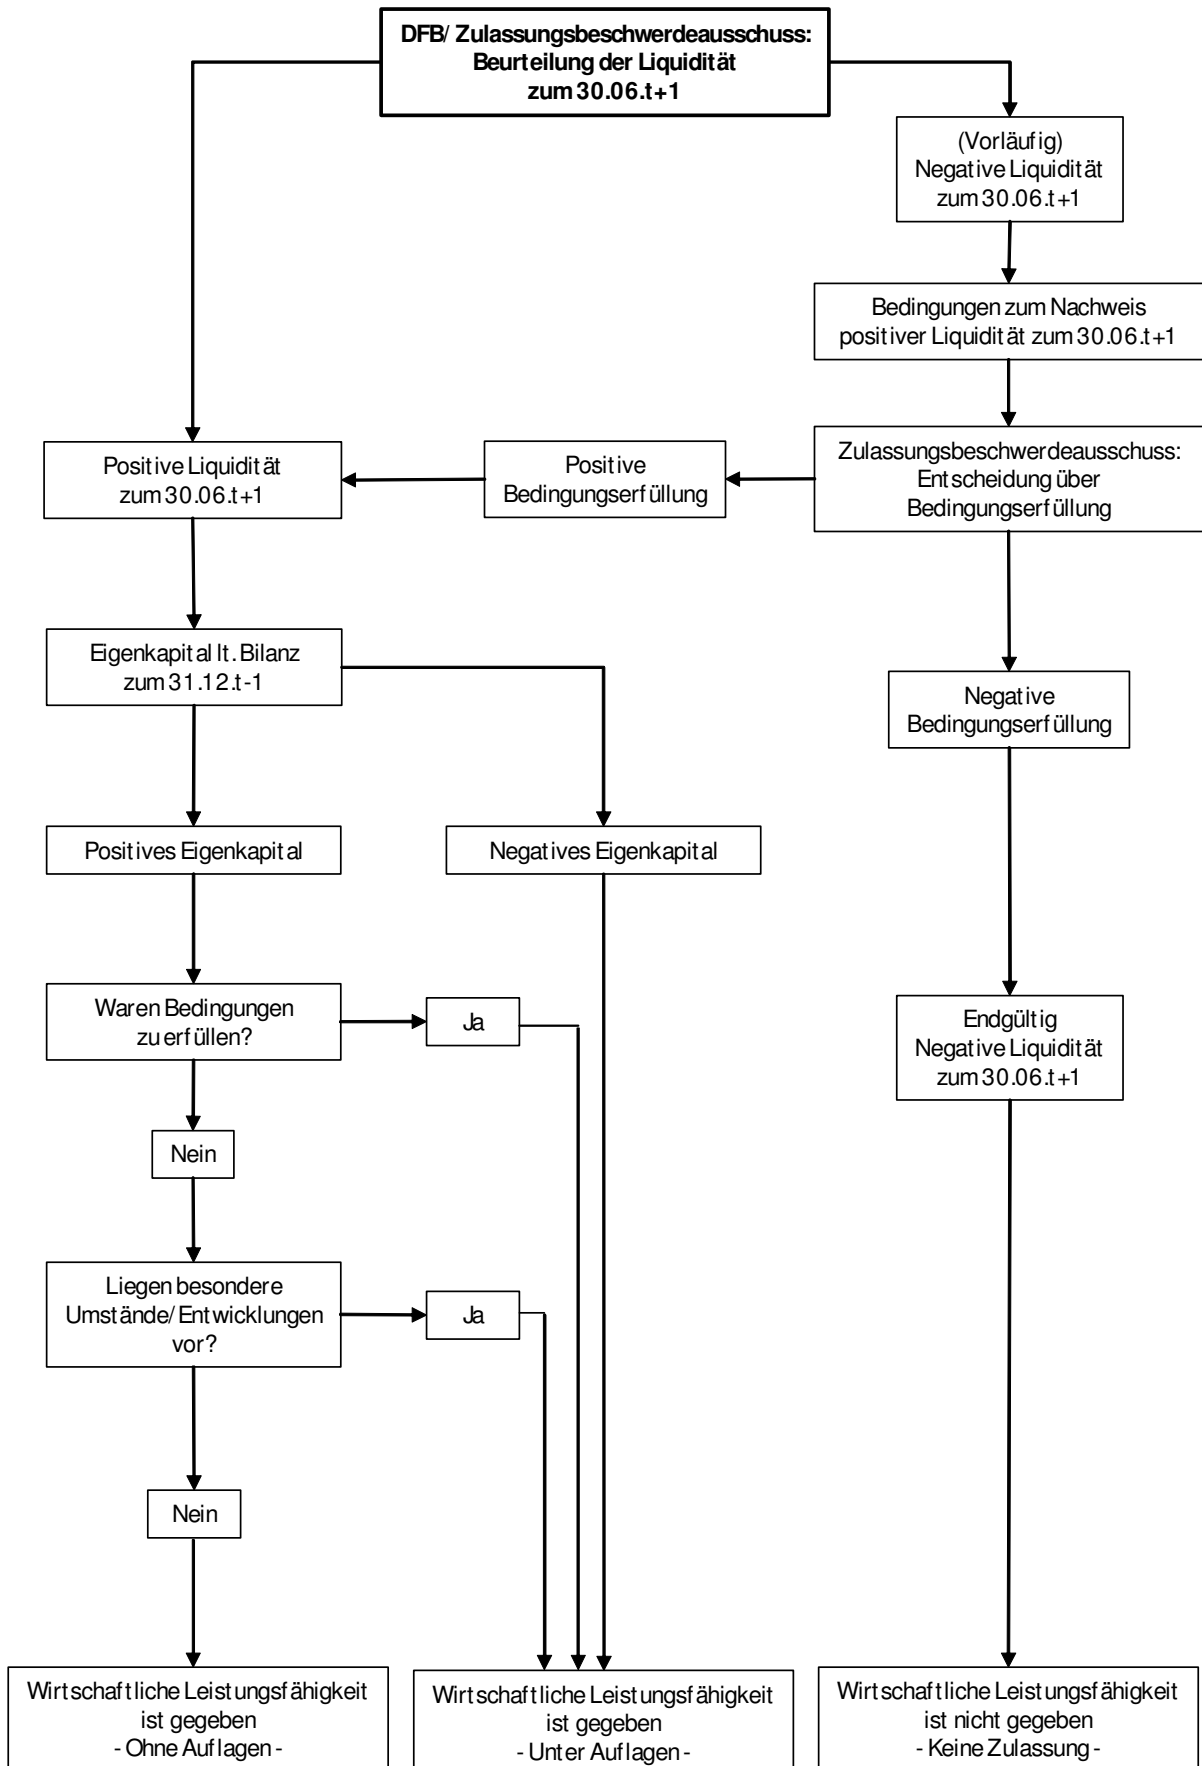 DFB/ Zulassungsbeschwerdeausschuss:
Beurteilung der Liquidität
zum 30.06.t+1
(Vorläufig)
Negative Liquidität
zum 30.06.t+1
Bedingungen zum Nachweis
positiver Liquidität zum 30.06.t+1
Positive Liquidität
zum 30.06.t+1
Positive
Bedingungserfüllung
Zulassungsbeschwerdeausschuss:
Entscheidung über
Bedingungserfüllung
Eigenkapital lt. Bilanz
zum 31.12.t-1
Negative
Bedingungserfüllung
Positives Eigenkapital
Negatives Eigenkapital
Waren Bedingungen
zu erfüllen?
Ja
Endgültig
Negative Liquidität
zum 30.06.t+1
Nein
Liegen besondere
Umstände/ Entwicklungen
vor?
Ja
Nein
Wirtschaftliche Leistungsfähigkeit
ist gegeben
- Ohne Auflagen -
Wirtschaftliche Leistungsfähigkeit
ist gegeben
- Unter Auflagen -
Wirtschaftliche Leistungsfähigkeit
ist nicht gegeben
- Keine Zulassung -